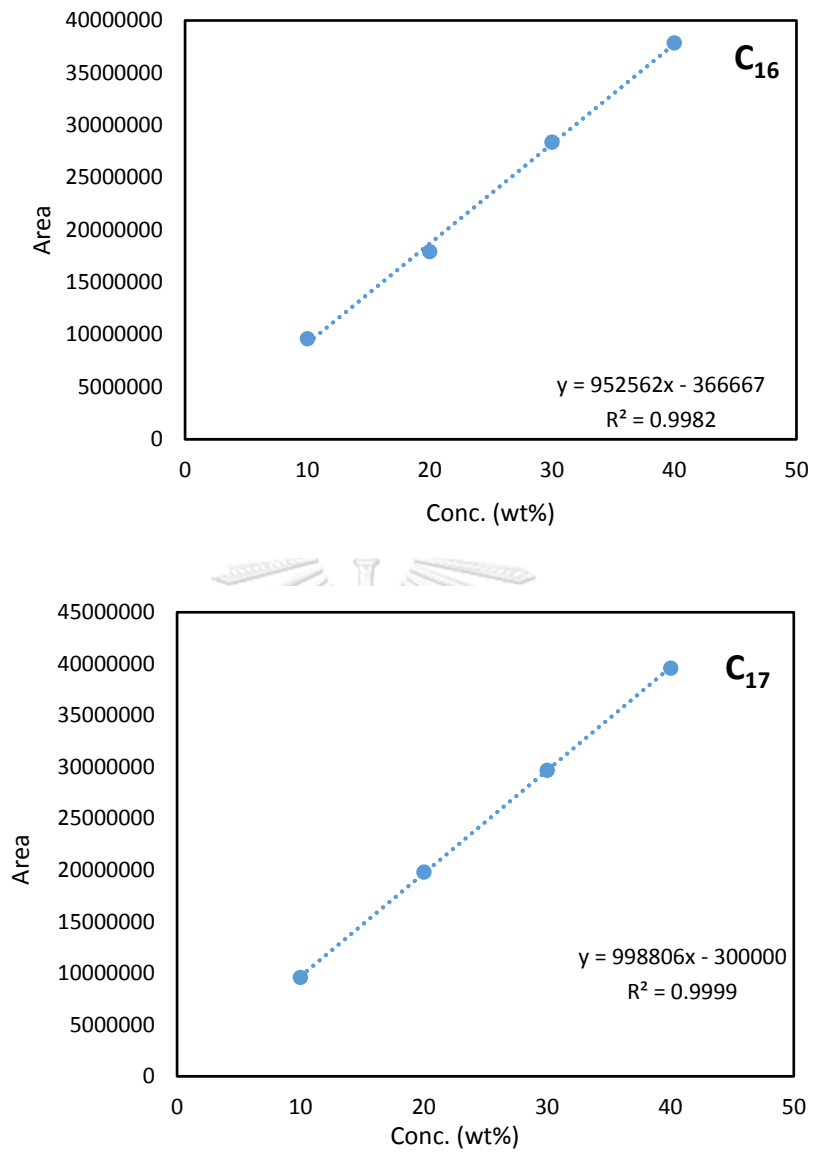 40000000
35000000
30000000
25000000
20000000
15000000
10000000
5000000
0
Area
C₁₆
y = 952562x - 366667
R² = 0.9982
0 10 20 30 40 50
Conc. (wt%)
45000000
40000000
35000000
30000000
25000000
20000000
15000000
10000000
5000000
0
Area
C₁₇
y = 998806x - 300000
R² = 0.9999
0 10 20 30 40 50
Conc. (wt%)